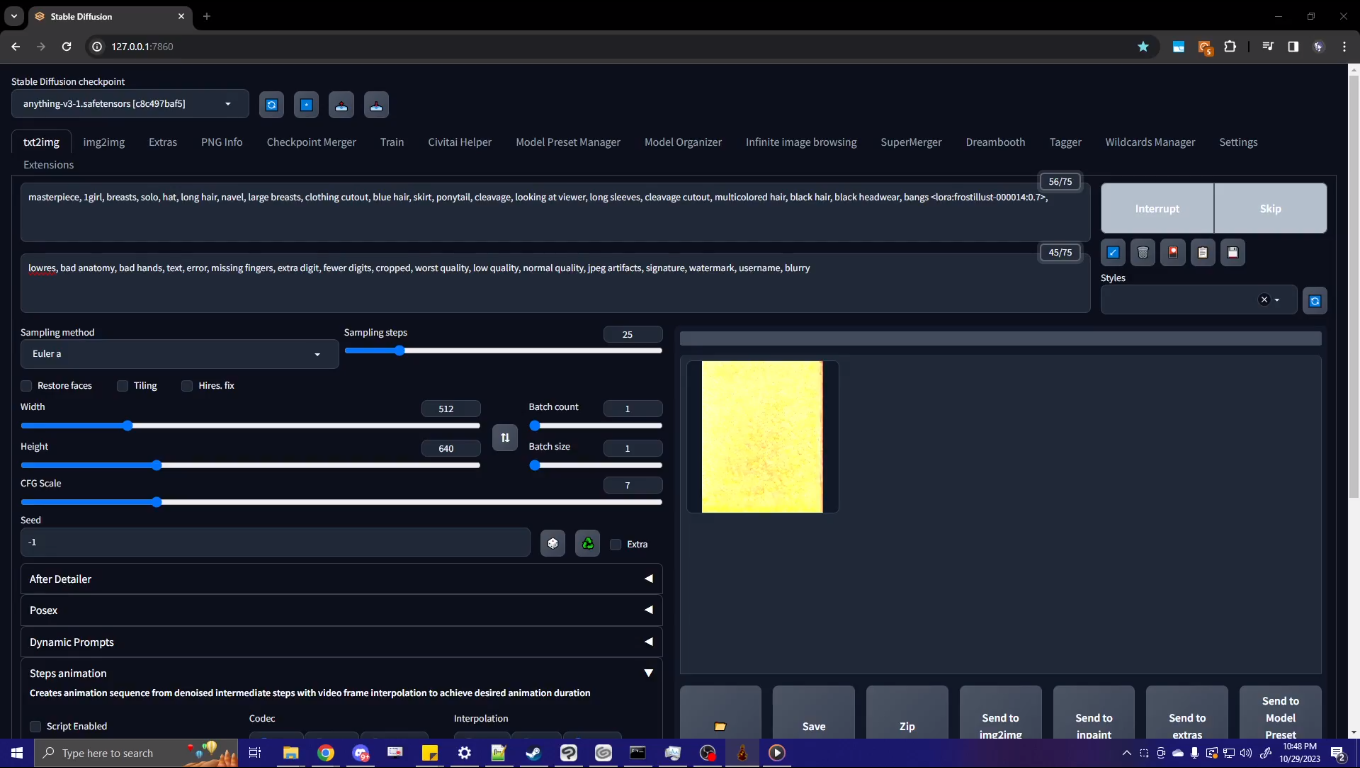 Stable Diffusion
127.0.0.1:7860
Stable Diffusion checkpoint
anything-v3-1.safetensors [c8c497baf5]
txt2img img2img Extras PNG Info Checkpoint Merger Train Civitai Helper Model Preset Manager Model Organizer Infinite image browsing SuperMerger Dreambooth Tagger Wildcards Manager Settings
Extensions
56/75
masterpiece, 1girl, breasts, solo, hat, long hair, navel, large breasts, clothing cutout, blue hair, skirt, ponytail, cleavage, looking at viewer, long sleeves, cleavage cutout, multicolored hair, black hair, black headwear, bangs <lora:frostillust-000014:0.7>,
Interrupt Skip
45/75
lowres, bad anatomy, bad hands, text, error, missing fingers, extra digit, fewer digits, cropped, worst quality, low quality, normal quality, jpeg artifacts, signature, watermark, username, blurry
Styles
Sampling method Sampling steps 25
Euler a
Restore faces Tiling Hires. fix
Width 512 Batch count 1
Height 640 Batch size 1
CFG Scale 7
Seed
-1 Extra
After Detailer
Posex
Dynamic Prompts
Steps animation
Creates animation sequence from denoised intermediate steps with video frame interpolation to achieve desired animation duration
Script Enabled Codec Interpolation
Save Zip Send to img2img Send to inpaint Send to extras Send to Model Preset
Type here to search
10:48 PM
10/29/2023